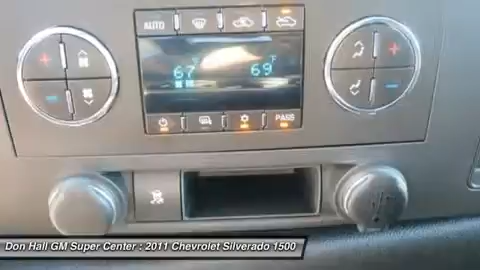 AUTO
67 69°F
PASS
Don Hall GM Super Center : 2011 Chevrolet Silverado 1500